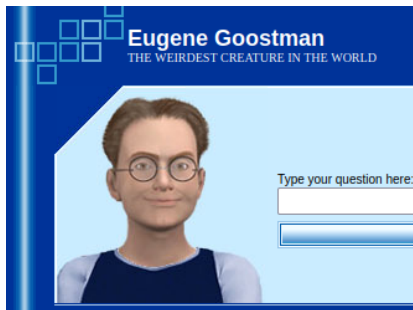 Eugene Goostman
THE WEIRDEST CREATURE IN THE WORLD
Type your question here: